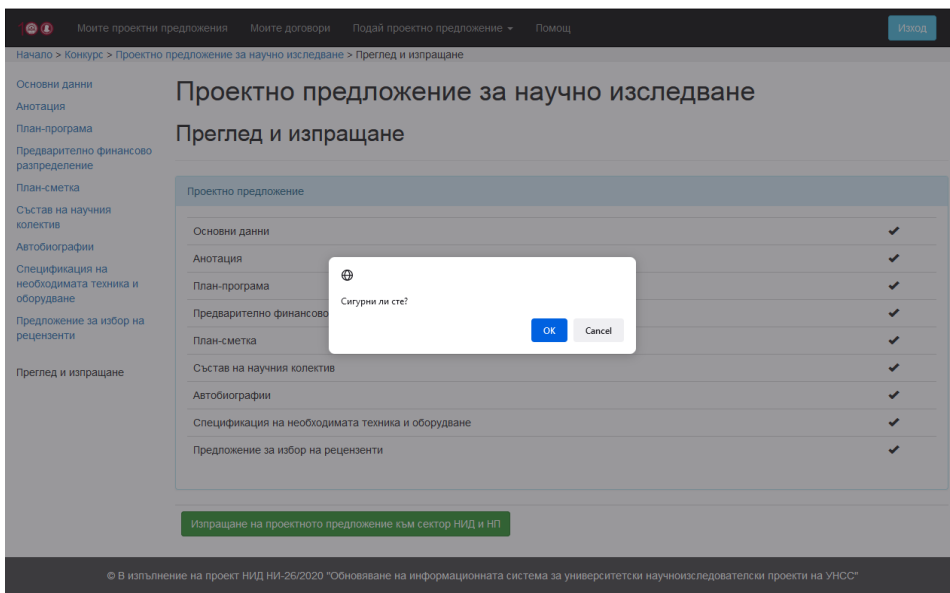 Моите проектни предложения Моите договори Подай проектно предложение Помощ Изход
Начало > Конкурс > Проектно предложение за научно изследване > Преглед и изпращане
Основни данни
Анотация
План-програма
Предварително финансово
разпределение
План-сметка
Състав на научния
колектив
Автобиографии
Спецификация на
необходимата техника и
оборудване
Предложение за избор на
рецензенти
Преглед и изпращане
Проектно предложение за научно изследване
Преглед и изпращане
Проектно предложение
Основни данни
Анотация
План-програма
Предварително финансово
План-сметка
Състав на научния колектив
Автобиографии
Спецификация на необходимата техника и оборудване
Предложение за избор на рецензенти
Сигурни ли сте?
OK Cancel
Изпращане на проектното предложение към сектор НИД и НП
© В изпълнение на проект НИД НИ-26/2020 "Обновяване на информационната система за университетски научноизследователски проекти на УНСС"